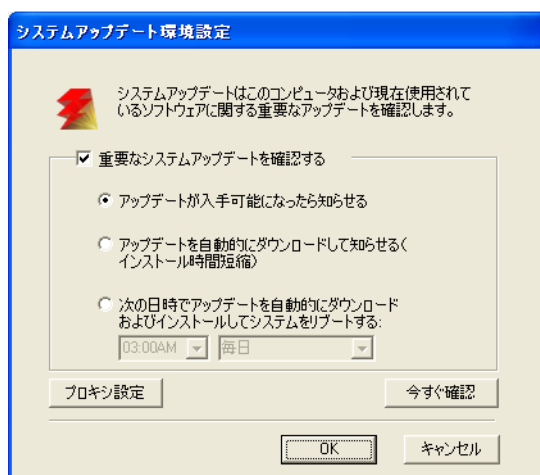 システムアップデート環境設定
システムアップデートはこのコンピュータおよび現在使用されて
いるソフトウェアに関する重要なアップデートを確認します。
重要なシステムアップデートを確認する
アップデートが入手可能になったら知らせる
アップデートを自動的にダウンロードして知らせる(
インストール時間短縮)
次の日時でアップデートを自動的にダウンロード
およびインストールしてシステムをリブートする:
03:00AM 毎日
プロキシ設定 今すぐ確認
OK キャンセル